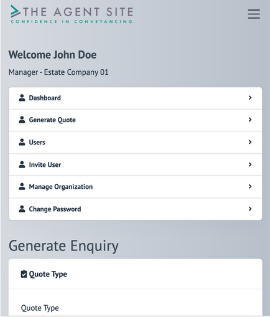 THE AGENT SITE
CONFIDENCE IN CONVEYANCING
Welcome John Doe
Manager - Estate Company 01
Dashboard
Generate Quote
Users
Invite User
Manage Organization
Change Password
Generate Enquiry
Quote Type
Quote Type